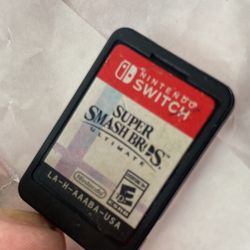 NINTENDO
SWITCH
SUPER
SMASH BROS.
ULTIMATE
Nintendo
E
LA-H-AAABA-USA